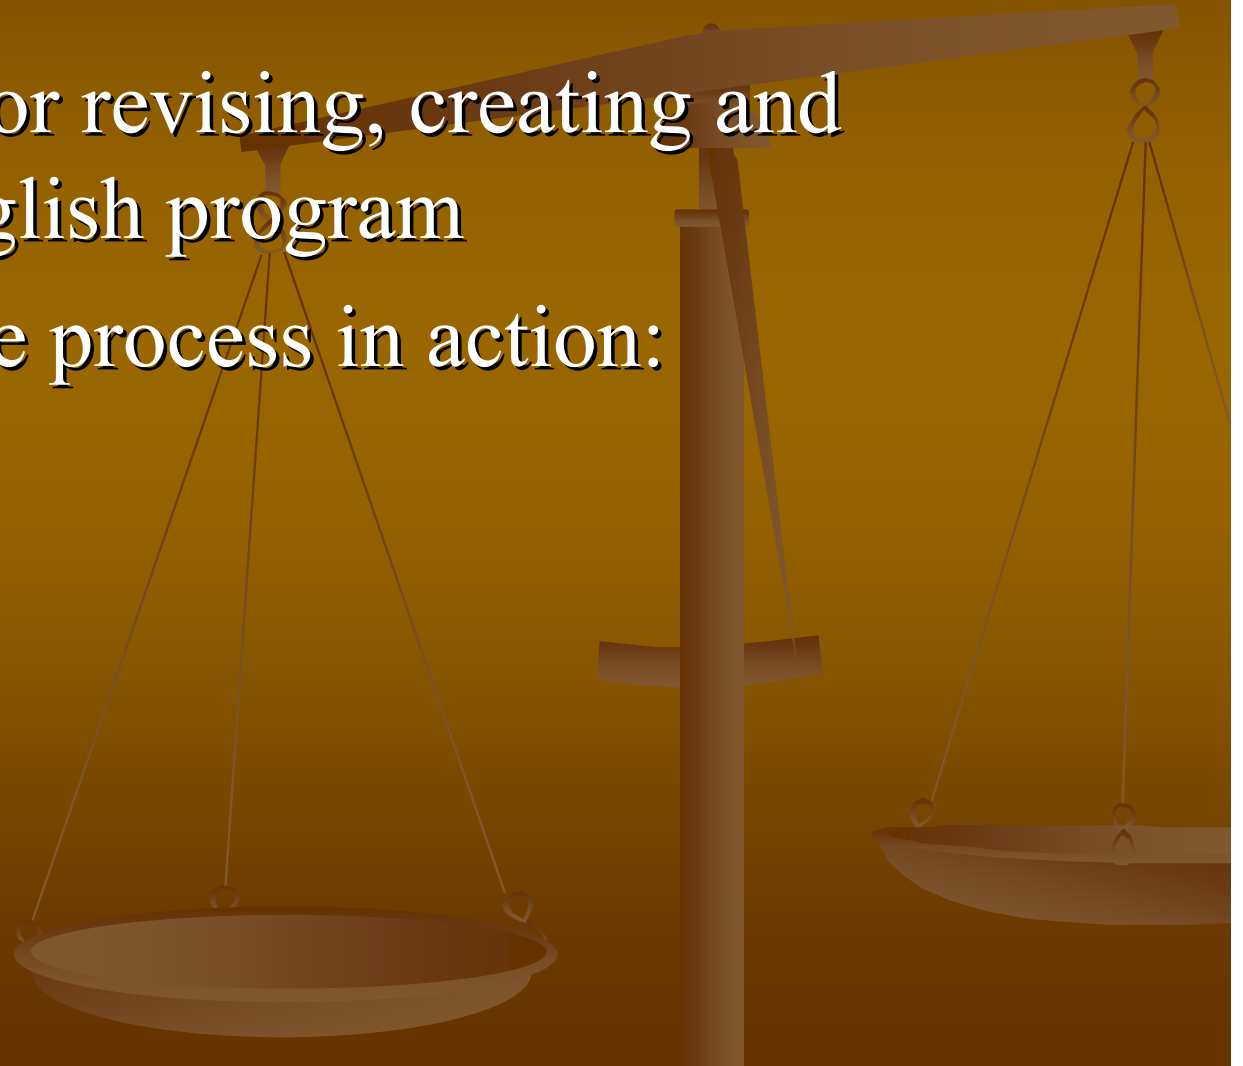 or revising, creating and
glish program
e process in action: